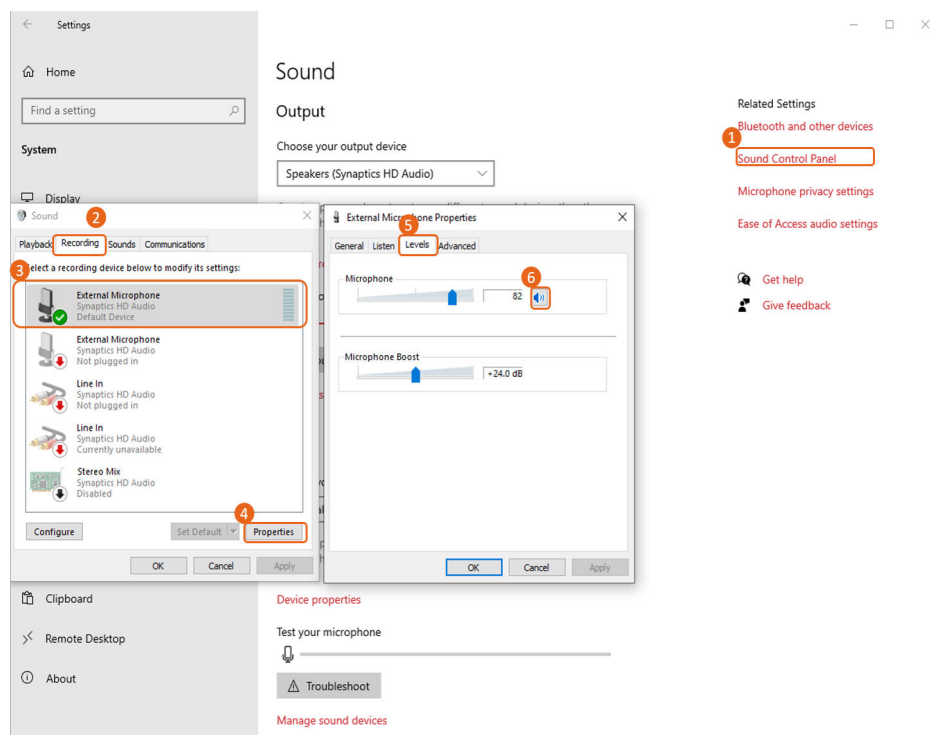 Settings
Home
Find a setting
System
Display
Sound
Output
Choose your output device
Speakers (Synaptics HD Audio)
Related Settings
Bluetooth and other devices
1
Sound Control Panel
Microphone privacy settings
Ease of Access audio settings
Get help
Give feedback
Sound
2
Playback Recording Sounds Communications
3
Select a recording device below to modify its settings:
External Microphone
Synaptics HD Audio
Default Device
External Microphone
Synaptics HD Audio
Not plugged in
Line In
Synaptics HD Audio
Not plugged in
Line In
Synaptics HD Audio
Currently unavailable
Stereo Mix
Synaptics HD Audio
Disabled
4
Configure Set Default Properties
OK Cancel Apply
External Microphone Properties
5
General Listen Levels Advanced
Microphone
6
82
Microphone Boost
+24.0 dB
OK Cancel Apply
Clipboard
Remote Desktop
About
Device properties
Test your microphone
Troubleshoot
Manage sound devices